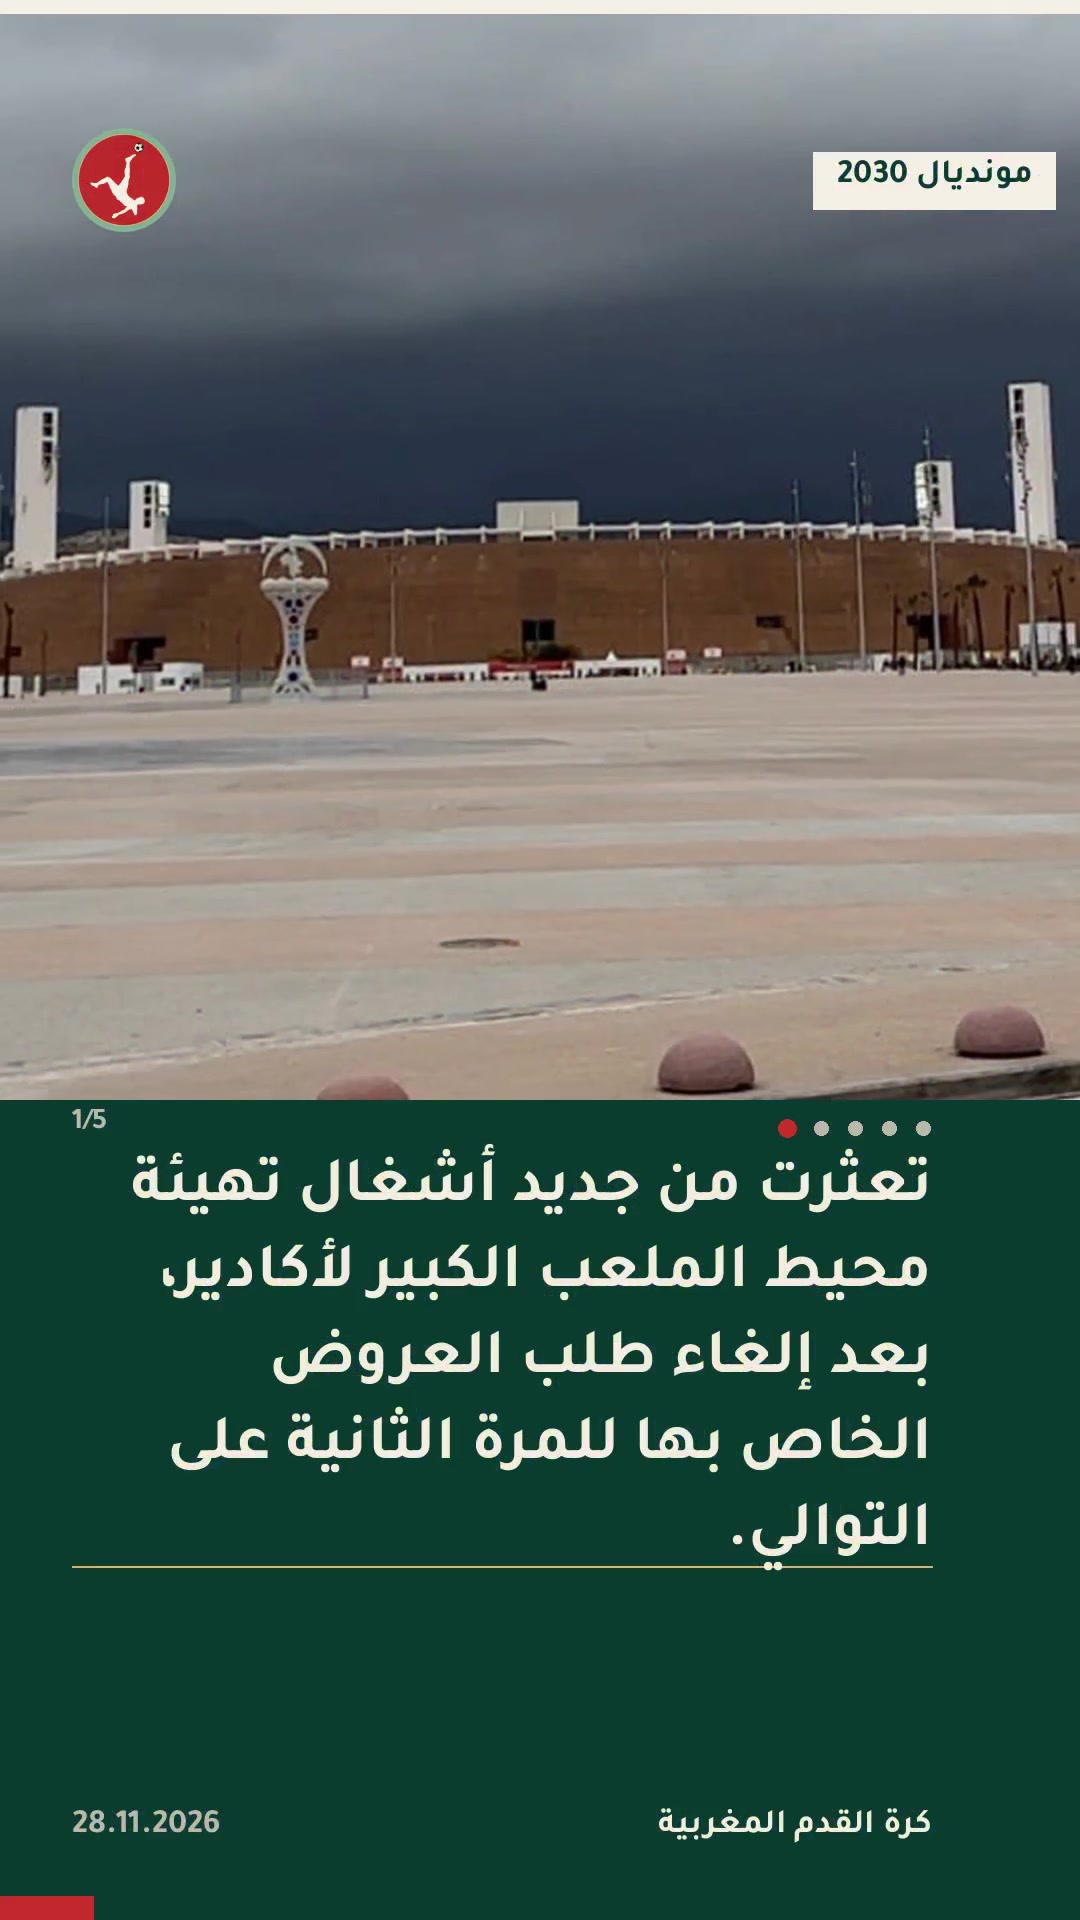 مونديال 2030
1/5
تعثرت من جديد أشغال تهيئة
محيط الملعب الكبير لأكادير،
بعد إلغاء طلب العروض
الخاص بها للمرة الثانية على
التوالي.
كرة القدم المغربية
28.11.2026